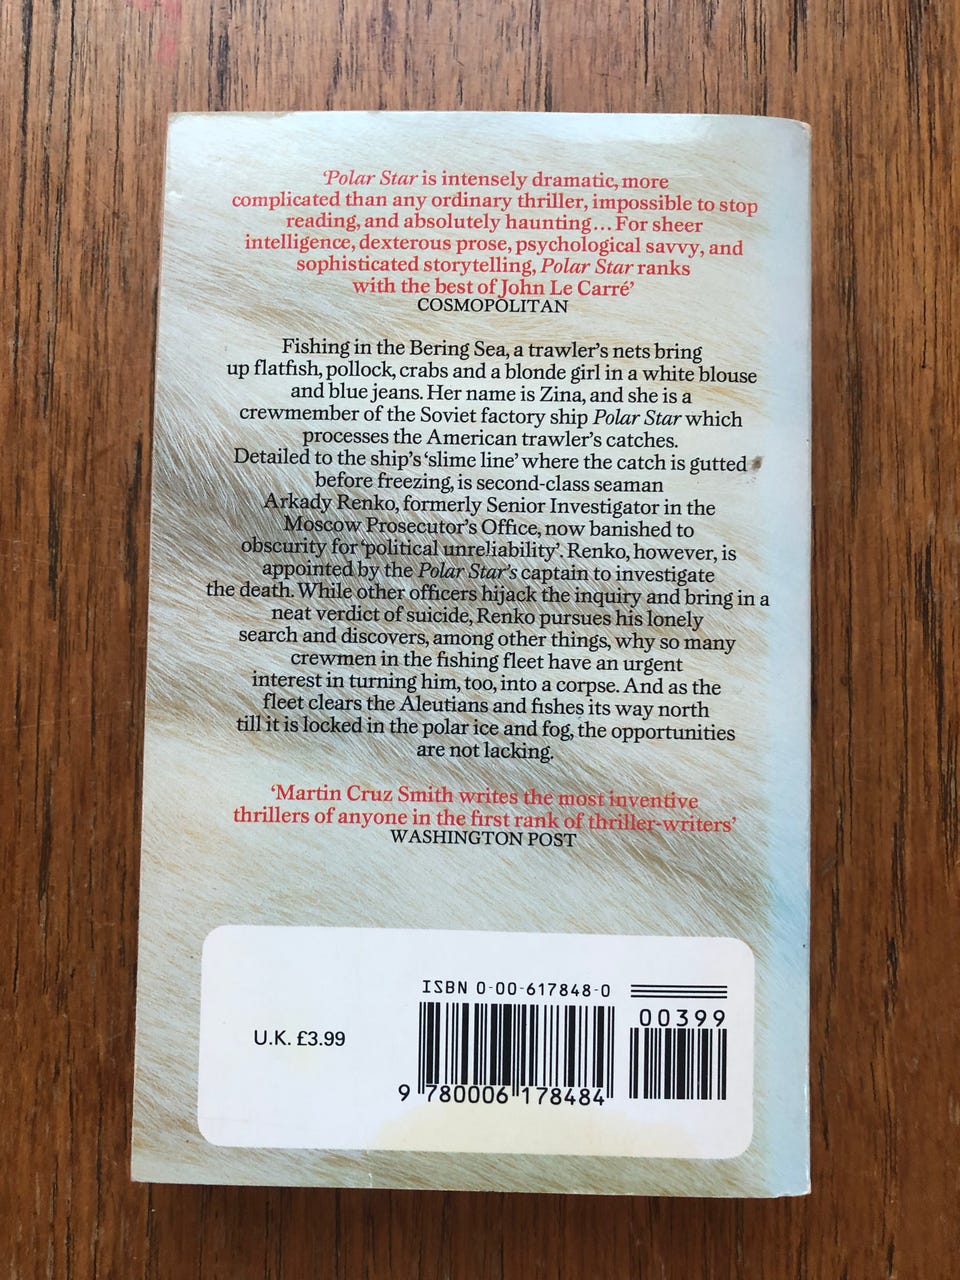 ‘Polar Star is intensely dramatic, more
complicated than any ordinary thriller, impossible to stop
reading, and absolutely haunting... For sheer
intelligence, dexterous prose, psychological savvy, and
sophisticated storytelling, Polar Star ranks
with the best of John Le Carré’
COSMOPOLITAN
Fishing in the Bering Sea, a trawler’s nets bring
up flatfish, pollock, crabs and a blonde girl in a white blouse
and blue jeans. Her name is Zina, and she is a
crewmember of the Soviet factory ship Polar Star which
processes the American trawler’s catches.
Detailed to the ship’s ‘slime line’ where the catch is gutted
before freezing, is second-class seaman
Arkady Renko, formerly Senior Investigator in the
Moscow Prosecutor’s Office, now banished to
obscurity for ‘political unreliability’. Renko, however, is
appointed by the Polar Star’s captain to investigate
the death. While other officers hijack the inquiry and bring in a
neat verdict of suicide, Renko pursues his lonely
search and discovers, among other things, why so many
crewmen in the fishing fleet have an urgent
interest in turning him, too, into a corpse. And as the
fleet clears the Aleutians and fishes its way north
till it is locked in the polar ice and fog, the opportunities
are not lacking.
‘Martin Cruz Smith writes the most inventive
thrillers of anyone in the first rank of thriller-writers’
WASHINGTON POST
ISBN 0-00-617848-0
00399
U.K. £3.99
9 780006 178484